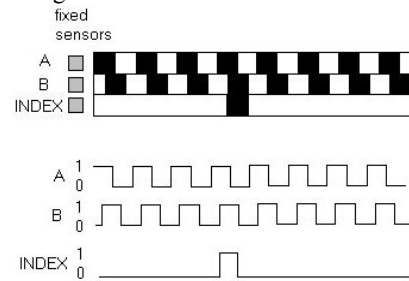 fixed
sensors
A
B
INDEX
A 1
0
B 1
0
INDEX 1
0